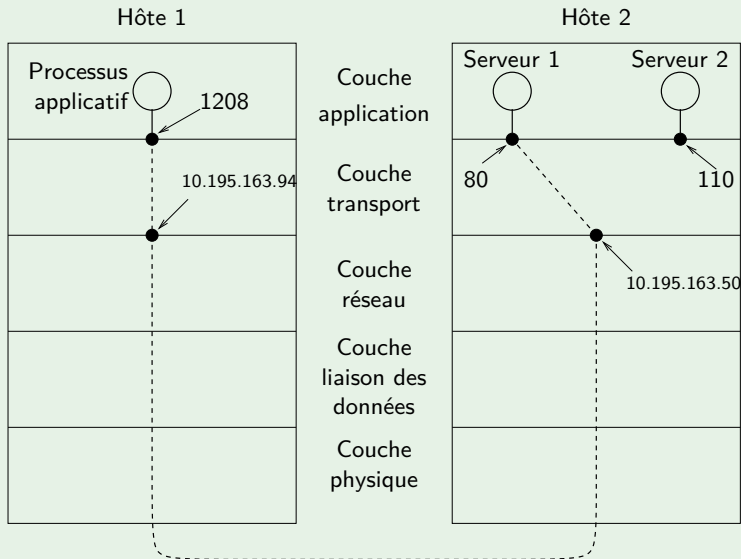 Hôte 1
Hôte 2
Processus
applicatif
1208
Couche
application
Serveur 1
Serveur 2
10.195.163.94
Couche
transport
80
110
Couche
réseau
10.195.163.50
Couche
liaison des
données
Couche
physique